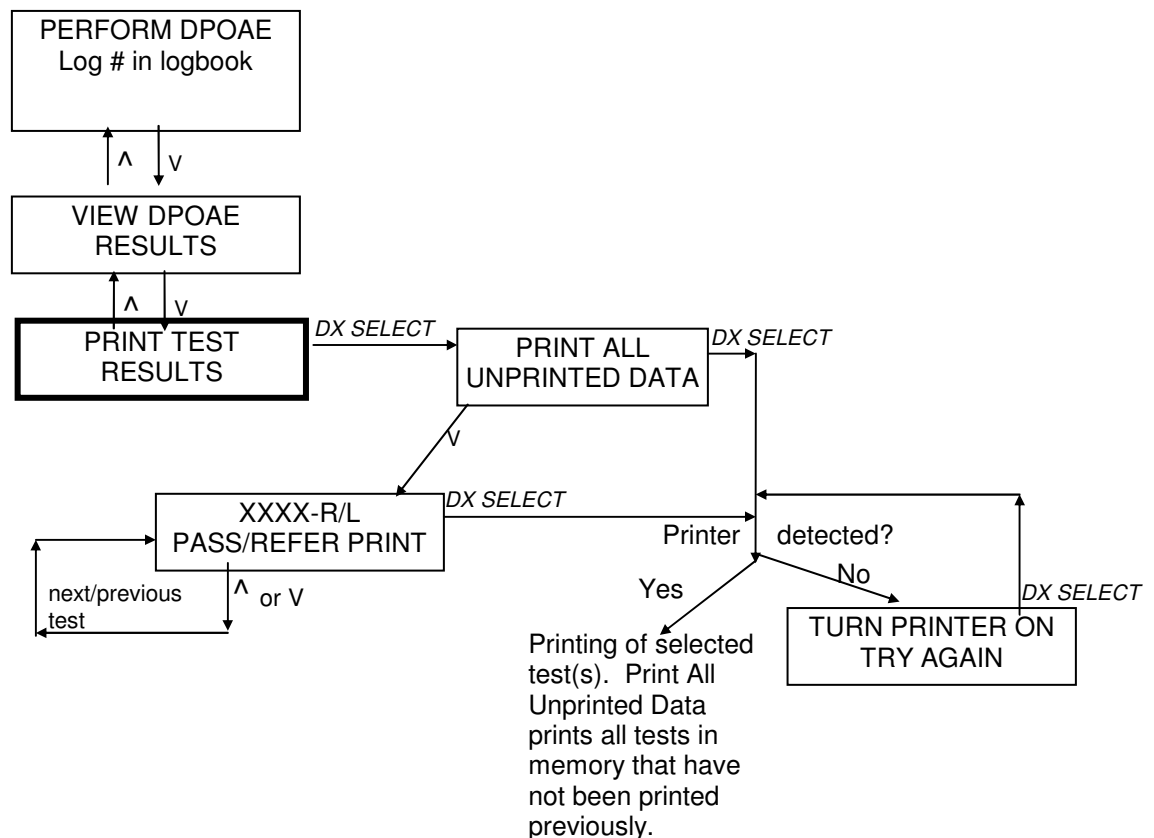 PERFORM DPOAE
Log # in logbook
^ V
VIEW DPOAE
RESULTS
^ V
PRINT TEST
RESULTS
DX SELECT
PRINT ALL
UNPRINTED DATA
DX SELECT
V
XXXX-R/L
PASS/REFER PRINT
DX SELECT
^ or V
next/previous
test
Printer detected?
Yes
No
DX SELECT
TURN PRINTER ON
TRY AGAIN
Printing of selected
test(s). Print All
Unprinted Data
prints all tests in
memory that have
not been printed
previously.